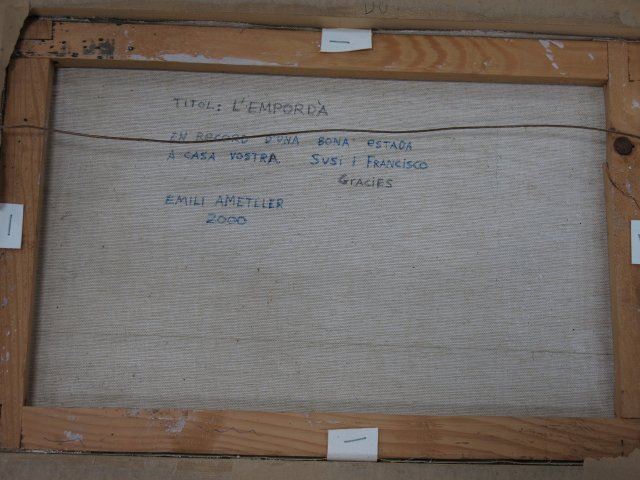 TITOL: L'EMPORDÀ
EN RECORD D'UNA BONA ESTADA
A CASA VOSTRA. SUSI i FRANCISCO
GRACIES
EMILI AMETLLER
2000